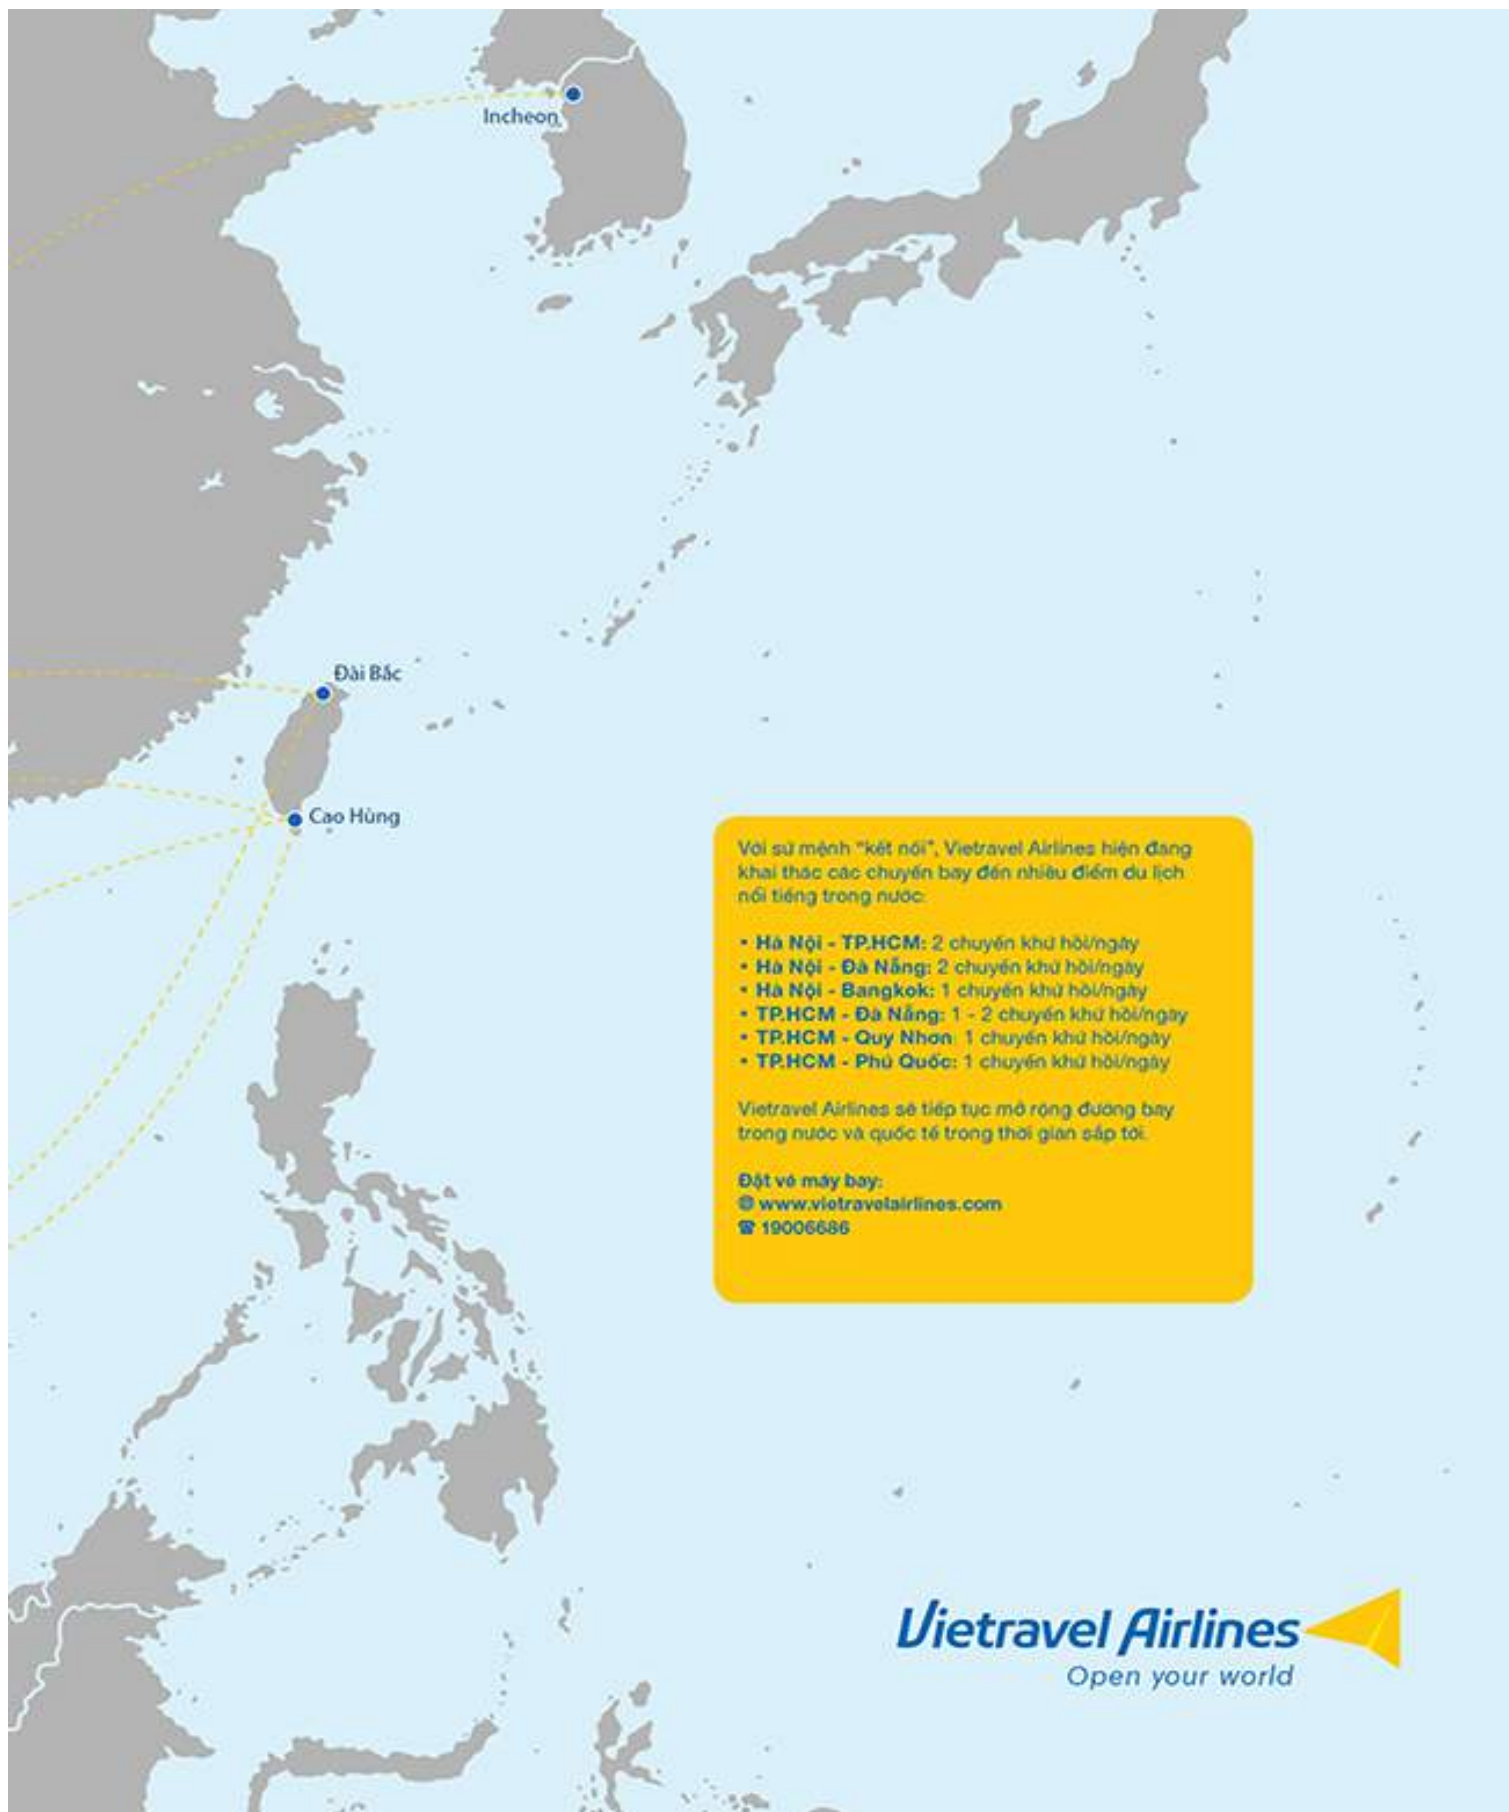 Incheon
Đài Bắc
Cao Hùng
Với sứ mệnh “kết nối”, Vietravel Airlines hiện đang
khai thác các chuyến bay đến nhiều điểm du lịch
nổi tiếng trong nước:
• Hà Nội - TP.HCM: 2 chuyến khứ hồi/ngày
• Hà Nội - Đà Nẵng: 2 chuyến khứ hồi/ngày
• Hà Nội - Bangkok: 1 chuyến khứ hồi/ngày
• TP.HCM - Đà Nẵng: 1 - 2 chuyến khứ hồi/ngày
• TP.HCM - Quy Nhơn: 1 chuyến khứ hồi/ngày
• TP.HCM - Phú Quốc: 1 chuyến khứ hồi/ngày
Vietravel Airlines sẽ tiếp tục mở rộng đường bay
trong nước và quốc tế trong thời gian sắp tới.
Đặt vé máy bay:
www.vietravelairlines.com
☎ 19006686
Vietravel Airlines
Open your world